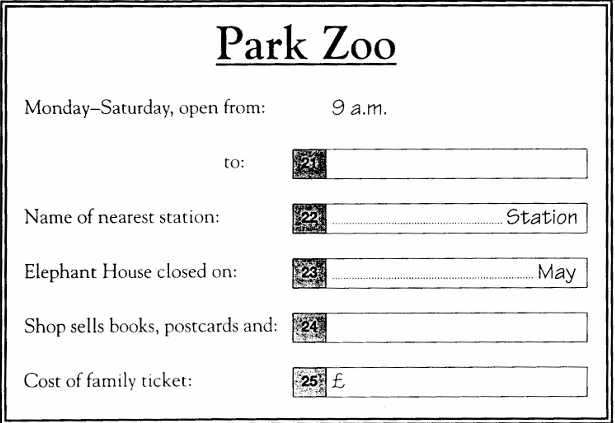 Park Zoo
Monday–Saturday, open from: 9 a.m.
to: 21
Name of nearest station: 22 Station
Elephant House closed on: 23 May
Shop sells books, postcards and: 24
Cost of family ticket: 25 £